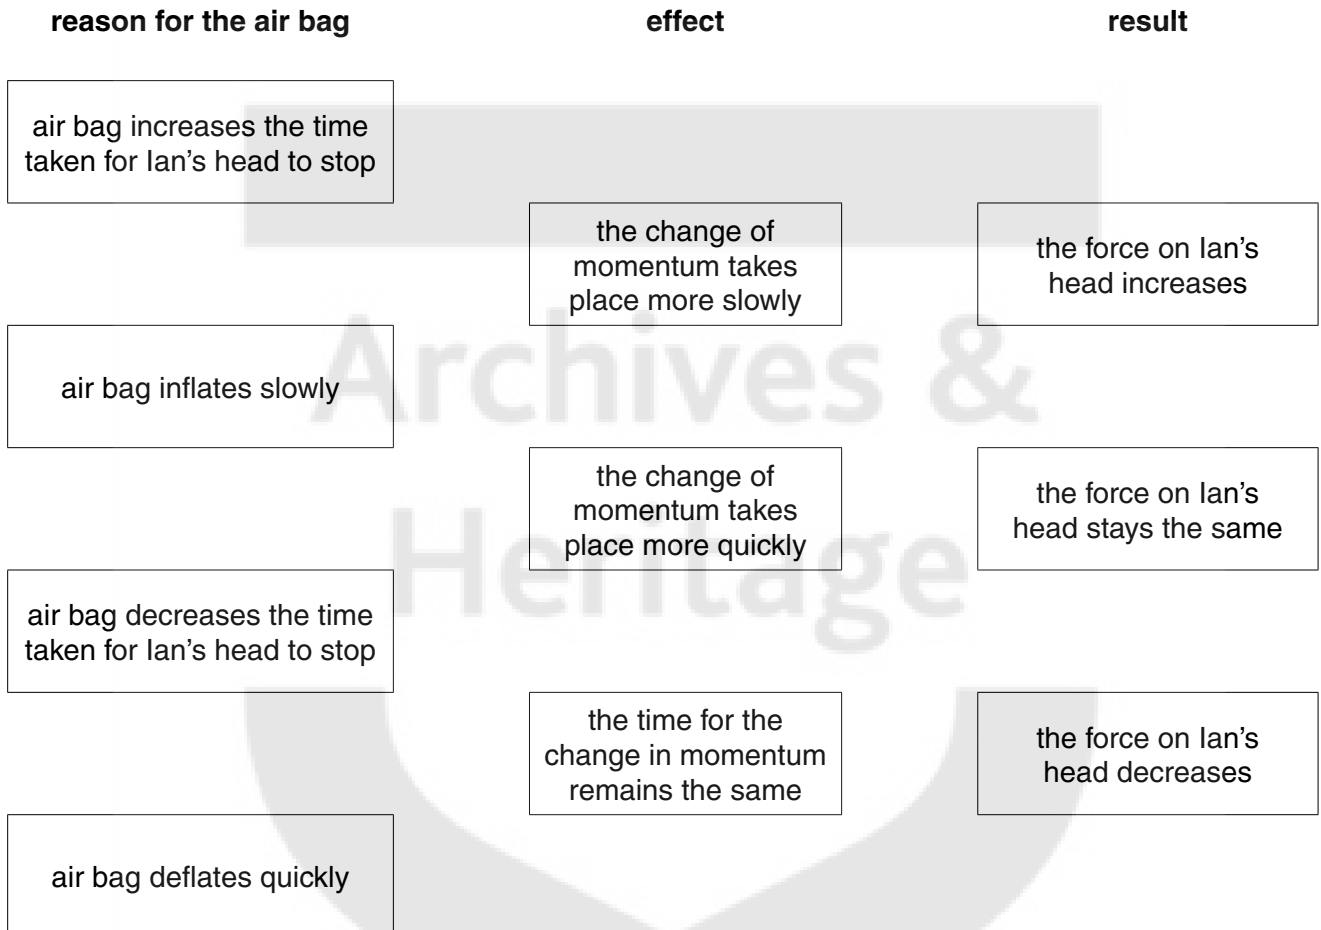 reason for the air bag
effect
result
air bag increases the time
taken for Ian's head to stop
the change of
momentum takes
place more slowly
the force on Ian's
head increases
air bag inflates slowly
the change of
momentum takes
place more quickly
the force on Ian's
head stays the same
air bag decreases the time
taken for Ian's head to stop
the time for the
change in momentum
remains the same
the force on Ian's
head decreases
air bag deflates quickly
Archives &
Heritage